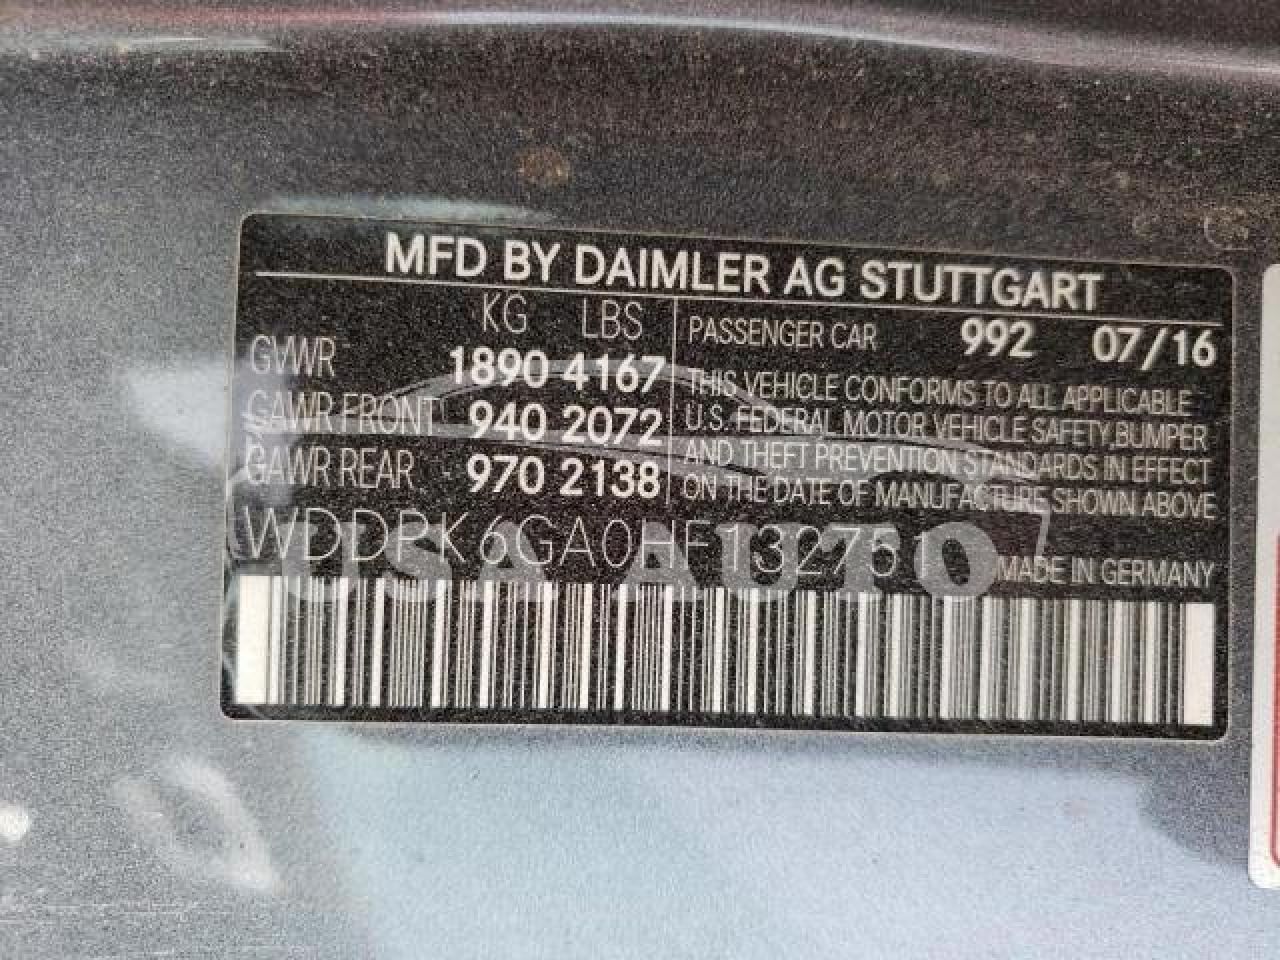 MFD BY DAIMLER AG STUTTGART
KG LBS
GVWR 1890 4167
GAWR FRONT 940 2072
GAWR REAR 970 2138
PASSENGER CAR 992 07/16
THIS VEHICLE CONFORMS TO ALL APPLICABLE
U.S. FEDERAL MOTOR VEHICLE SAFETY,BUMPER
AND THEFT PREVENTION STANDARDS IN EFFECT
ON THE DATE OF MANUFACTURE SHOWN ABOVE
WDDPK6GA0HF132751
MADE IN GERMANY
USA AUTO